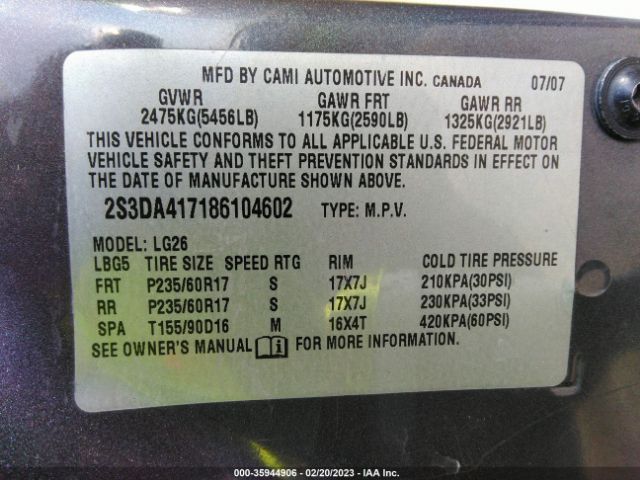 MFD BY CAMI AUTOMOTIVE INC. CANADA 07/07
GVWR GAWR FRT GAWR RR
2475KG(5456LB) 1175KG(2590LB) 1325KG(2921LB)
THIS VEHICLE CONFORMS TO ALL APPLICABLE U.S. FEDERAL MOTOR
VEHICLE SAFETY AND THEFT PREVENTION STANDARDS IN EFFECT ON
THE DATE OF MANUFACTURE SHOWN ABOVE.
2S3DA417186104602 TYPE: M.P.V.
MODEL: LG26
LBG5 TIRE SIZE SPEED RTG RIM COLD TIRE PRESSURE
FRT P235/60R17 S 17X7J 210KPA(30PSI)
RR P235/60R17 S 17X7J 230KPA(33PSI)
SPA T155/90D16 M 16X4T 420KPA(60PSI)
SEE OWNER'S MANUAL FOR MORE INFORMATION.
000-35944906 - 02/20/2023 - IAA Inc.